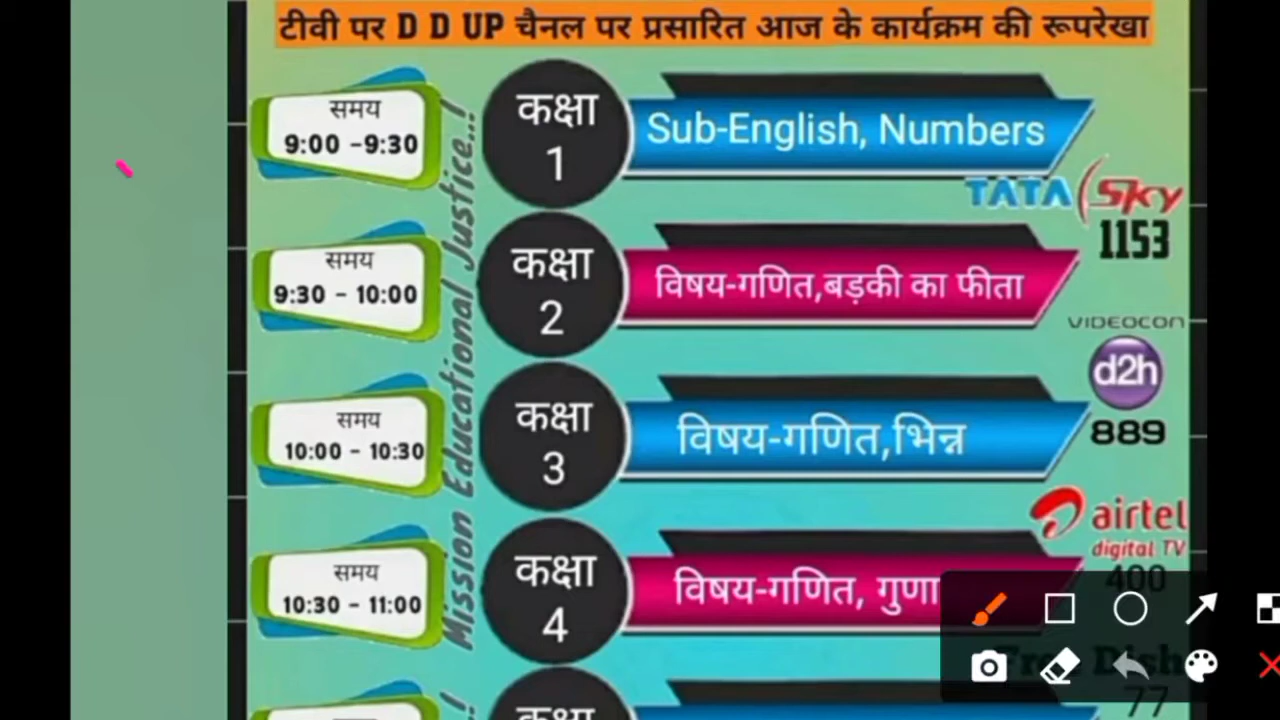 टीवी पर D D UP चैनल पर प्रसारित आज के कार्यक्रम की रूपरेखा
समय
9:00 -9:30
कक्षा
1
Sub-English, Numbers
TATA Sky
1153
समय
9:30 - 10:00
कक्षा
2
विषय-गणित,बड़की का फीता
VIDEOCON
d2h
889
समय
10:00 - 10:30
कक्षा
3
विषय-गणित,भिन्न
airtel
digital TV
400
समय
10:30 - 11:00
कक्षा
4
विषय-गणित, गुणा
Dish
77
Mission Educational Justice..!